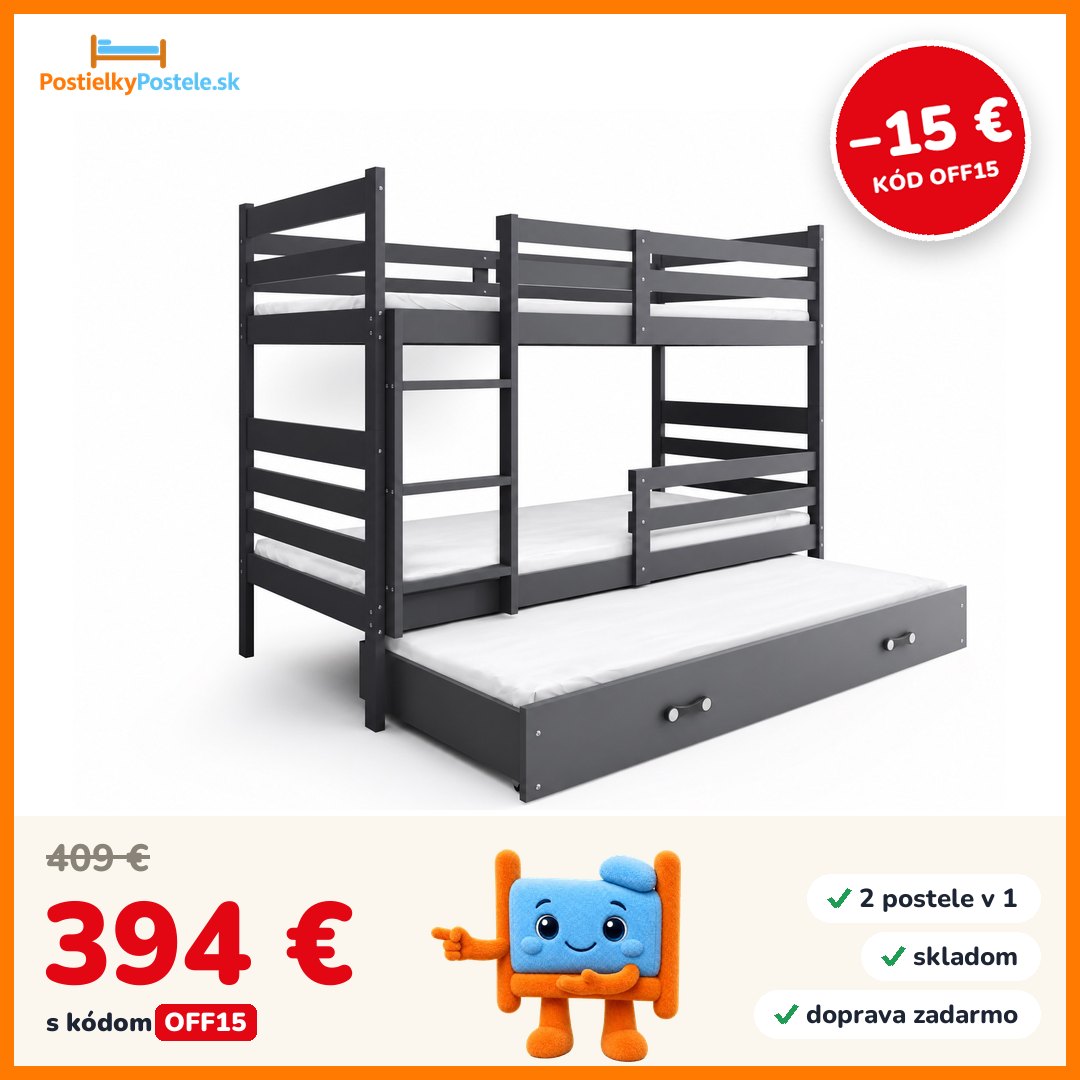 PostielkyPostele.sk
–15 €
KÓD OFF15
409 €
394 €
s kódom OFF15
2 postele v 1
skladom
doprava zadarmo